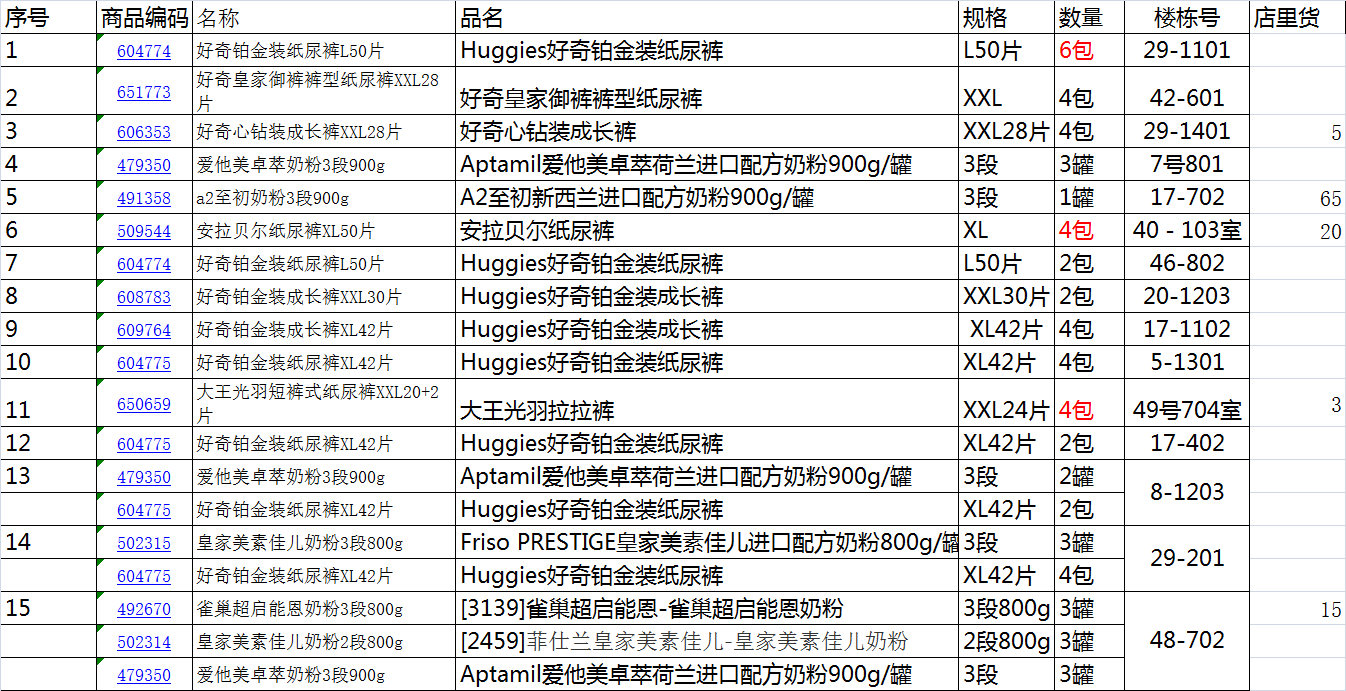 序号 商品编码 名称 品名 规格 数量 楼栋号 店里货
1 604774 好奇铂金装纸尿裤L50片 Huggies好奇铂金装纸尿裤 L50片 6包 29-1101
2 651773 好奇皇家御裤裤型纸尿裤XXL28 好奇皇家御裤裤型纸尿裤 XXL 4包 42-601
片
3 606353 好奇心钻装成长裤XXL28片 好奇心钻装成长裤 XXL28片 4包 29-1401 5
4 479350 爱他美卓萃奶粉3段900g Aptamil爱他美卓萃荷兰进口配方奶粉900g/罐 3段 3罐 7号801
5 491358 a2至初奶粉3段900g A2至初新西兰进口配方奶粉900g/罐 3段 1罐 17-702 65
6 509544 安拉贝尔纸尿裤XL50片 安拉贝尔纸尿裤 XL 4包 40 - 103室 20
7 604774 好奇铂金装纸尿裤L50片 Huggies好奇铂金装纸尿裤 L50片 2包 46-802
8 608783 好奇铂金装成长裤XXL30片 Huggies好奇铂金装成长裤 XXL30片 2包 20-1203
9 609764 好奇铂金装成长裤XL42片 Huggies好奇铂金装成长裤 XL42片 4包 17-1102
10 604775 好奇铂金装纸尿裤XL42片 Huggies好奇铂金装纸尿裤 XL42片 4包 5-1301
11 650659 大王光羽短裤式纸尿裤XXL20+2 大王光羽拉拉裤 XXL24片 4包 49号704室 3
片
12 604775 好奇铂金装纸尿裤XL42片 Huggies好奇铂金装纸尿裤 XL42片 2包 17-402
13 479350 爱他美卓萃奶粉3段900g Aptamil爱他美卓萃荷兰进口配方奶粉900g/罐 3段 2罐 8-1203
604775 好奇铂金装纸尿裤XL42片 Huggies好奇铂金装纸尿裤 XL42片 2包
14 502315 皇家美素佳儿奶粉3段800g Friso PRESTIGE皇家美素佳儿进口配方奶粉800g/罐 3段 3罐 29-201
604775 好奇铂金装纸尿裤XL42片 Huggies好奇铂金装纸尿裤 XL42片 4包
15 492670 雀巢超启能恩奶粉3段800g [3139]雀巢超启能恩-雀巢超启能恩奶粉 3段800g 3罐 48-702 15
502314 皇家美素佳儿奶粉2段800g [2459]菲仕兰皇家美素佳儿-皇家美素佳儿奶粉 2段800g 3罐
479350 爱他美卓萃奶粉3段900g Aptamil爱他美卓萃荷兰进口配方奶粉900g/罐 3段 3罐